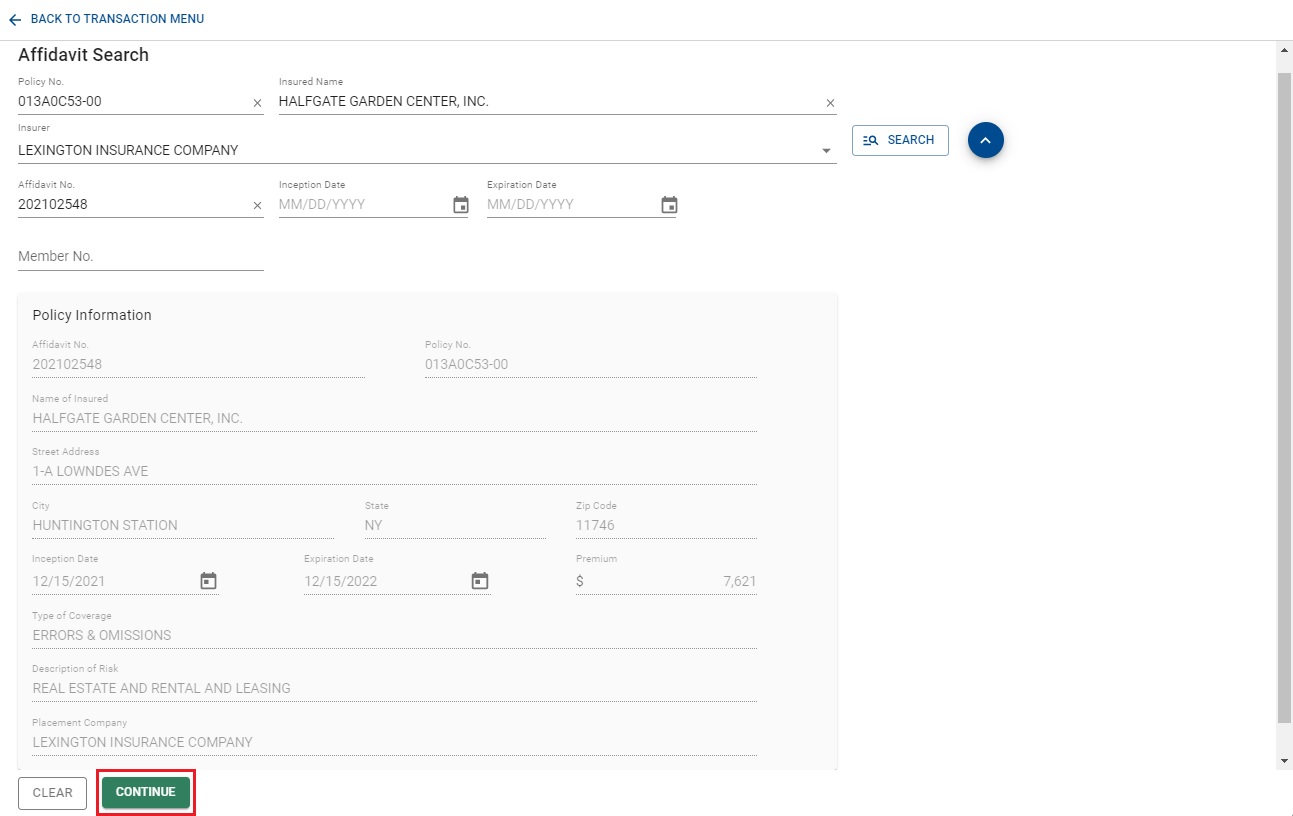 BACK TO TRANSACTION MENU
Affidavit Search
Policy No.
Insured Name
013A0C53-00
HALFGATE GARDEN CENTER, INC.
Insurer
LEXINGTON INSURANCE COMPANY
SEARCH
Affidavit No.
Inception Date
Expiration Date
202102548
MM/DD/YYYY
MM/DD/YYYY
Member No.
Policy Information
Affidavit No.
Policy No.
202102548
013A0C53-00
Name of Insured
HALFGATE GARDEN CENTER, INC.
Street Address
1-A LOWNDES AVE
City
State
Zip Code
HUNTINGTON STATION
NY
11746
Inception Date
Expiration Date
Premium
12/15/2021
12/15/2022
$ 7,621
Type of Coverage
ERRORS & OMISSIONS
Description of Risk
REAL ESTATE AND RENTAL AND LEASING
Placement Company
LEXINGTON INSURANCE COMPANY
CLEAR
CONTINUE